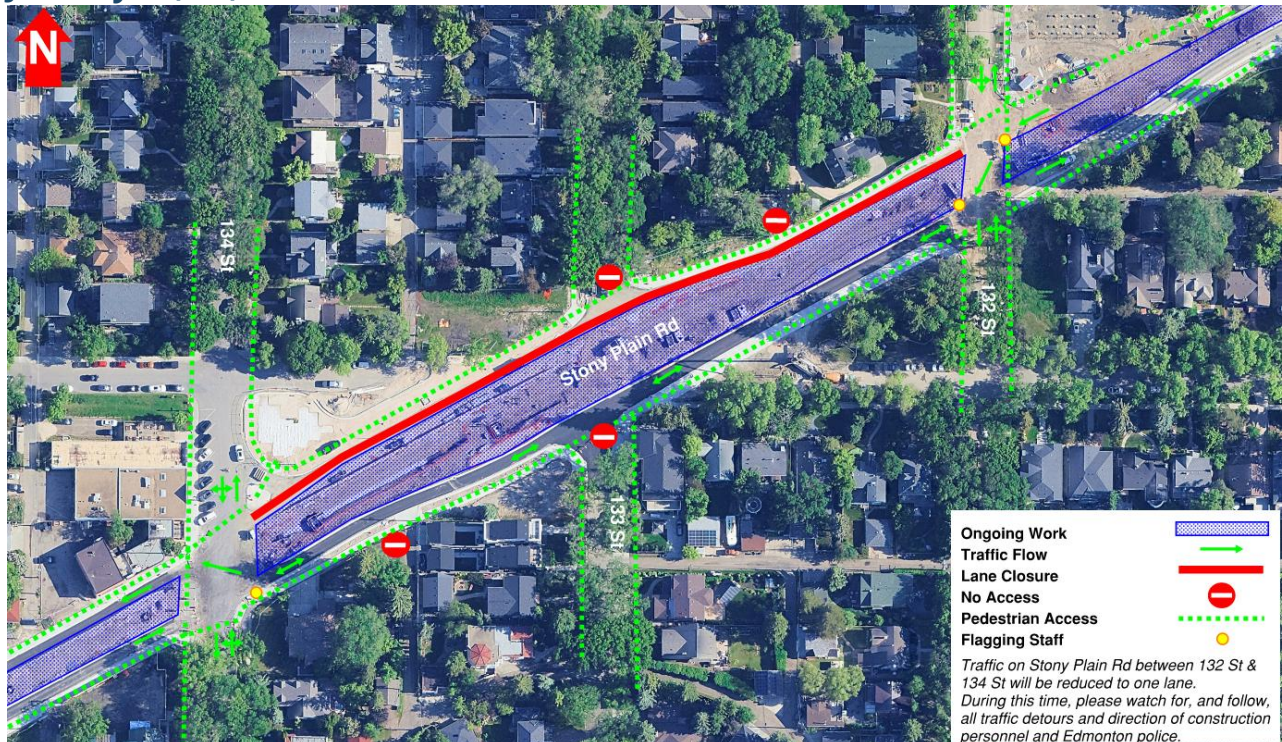 N
134 St
132 St
Stony Plain Rd
133 St
Ongoing Work
Traffic Flow
Lane Closure
No Access
Pedestrian Access
Flagging Staff
Traffic on Stony Plain Rd between 132 St &
134 St will be reduced to one lane.
During this time, please watch for, and follow,
all traffic detours and direction of construction
personnel and Edmonton police.